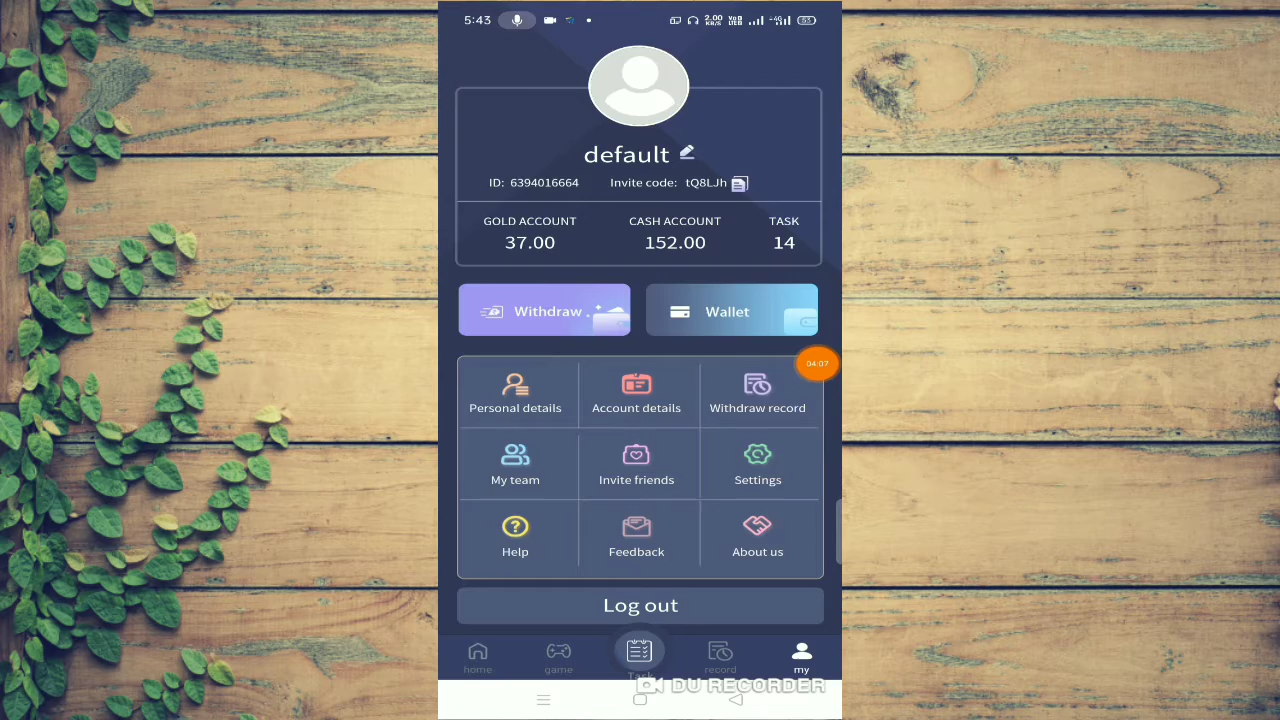 5:43
2.00
KB/S
63
default
ID: 6394016664
Invite code: tQ8LJh
GOLD ACCOUNT
CASH ACCOUNT
TASK
37.00
152.00
14
Withdraw
Wallet
04:07
Personal details
Account details
Withdraw record
My team
Invite friends
Settings
Help
Feedback
About us
Log out
home
game
Task
record
my
DU RECORDER